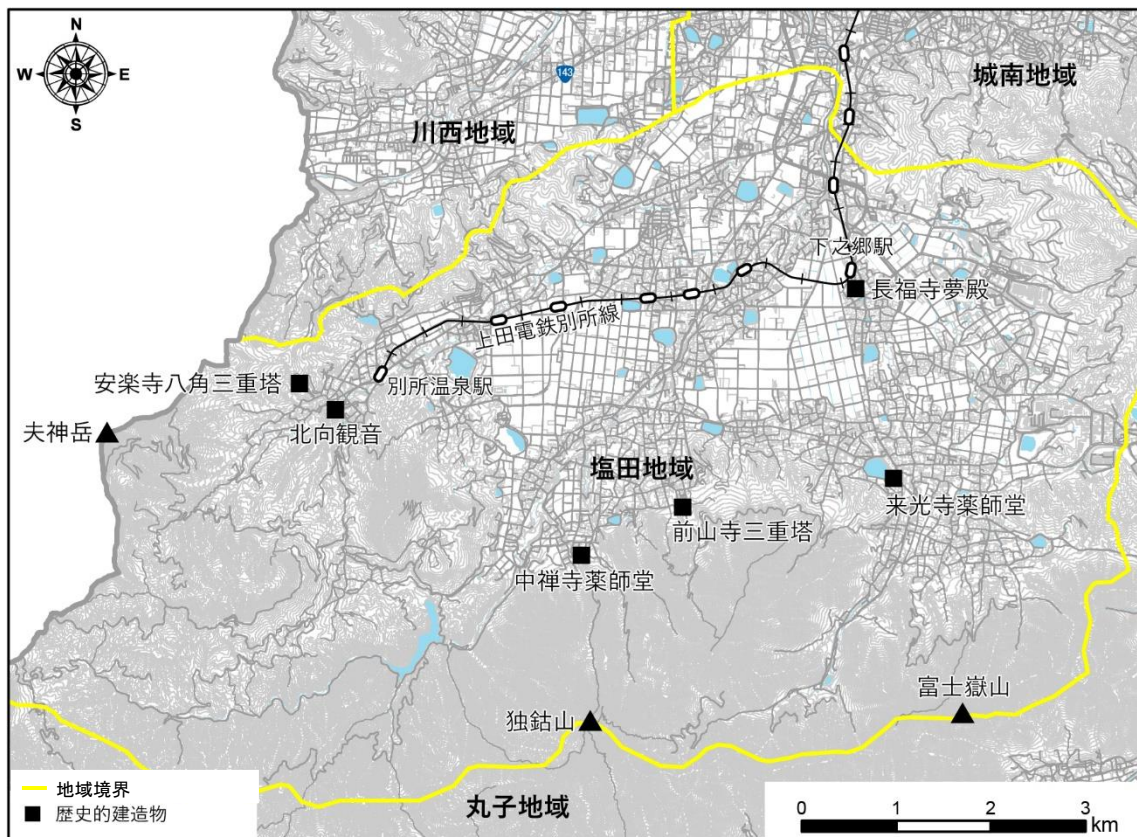 N
W
E
S
143
城南地域
川西地域
下之郷駅
長福寺夢殿
上田電鉄別所線
安楽寺八角三重塔
別所温泉駅
北向観音
夫神岳
塩田地域
来光寺薬師堂
前山寺三重塔
中禅寺薬師堂
富士嶽山
独鈷山
丸子地域
地域境界
歴史的建造物
0 1 2 3
km